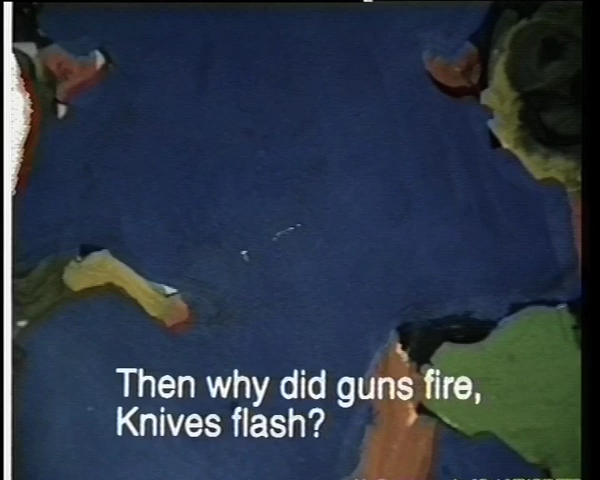 Then why did guns fire,
Knives flash?